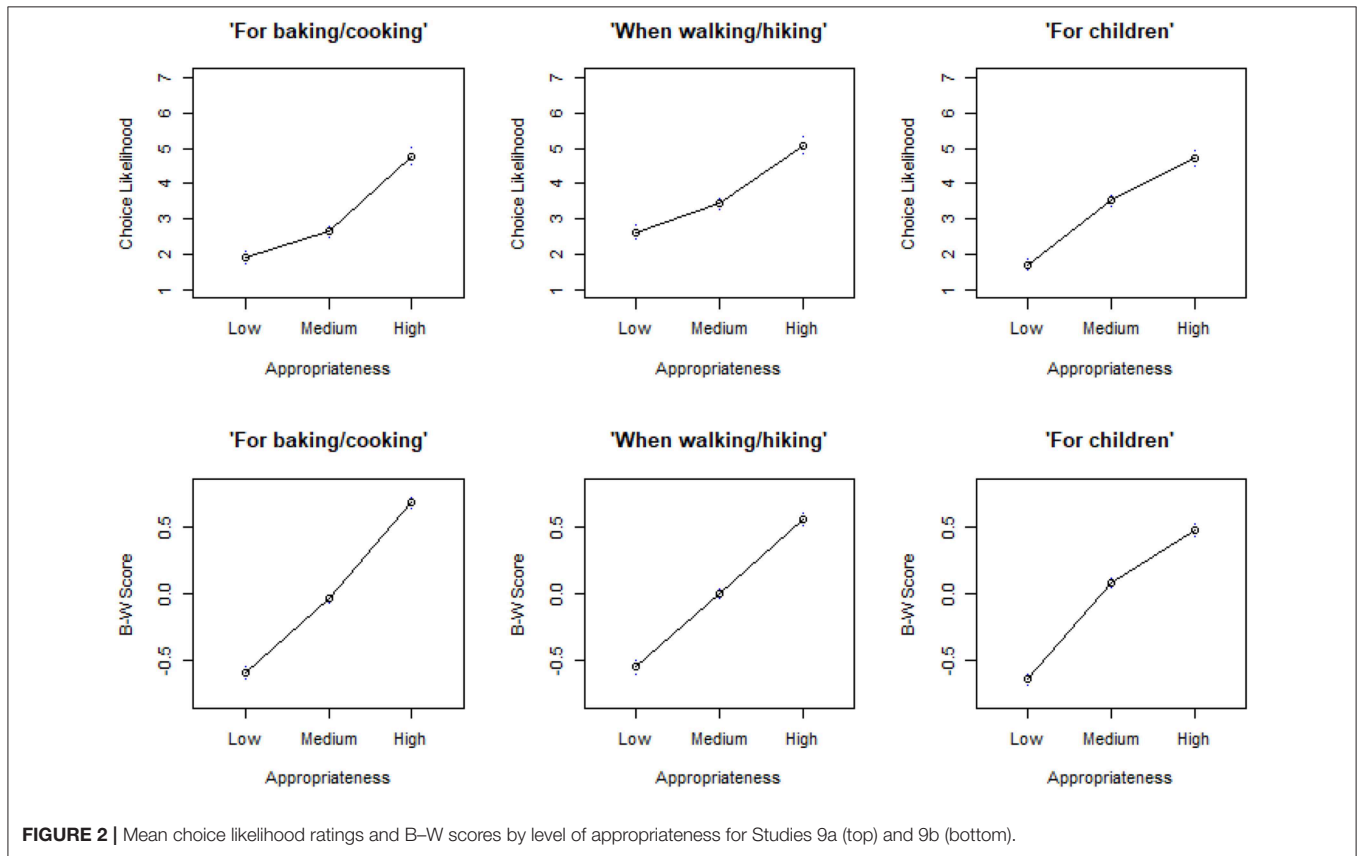 'For baking/cooking'
Choice Likelihood
7
6
5
4
3
2
1
Low Medium High
Appropriateness
'When walking/hiking'
Choice Likelihood
7
6
5
4
3
2
1
Low Medium High
Appropriateness
'For children'
Choice Likelihood
7
6
5
4
3
2
1
Low Medium High
Appropriateness
'For baking/cooking'
B-W Score
0.5
0.0
-0.5
Low Medium High
Appropriateness
'When walking/hiking'
B-W Score
0.5
0.0
-0.5
Low Medium High
Appropriateness
'For children'
B-W Score
0.5
0.0
-0.5
Low Medium High
Appropriateness
FIGURE 2 | Mean choice likelihood ratings and B–W scores by level of appropriateness for Studies 9a (top) and 9b (bottom).